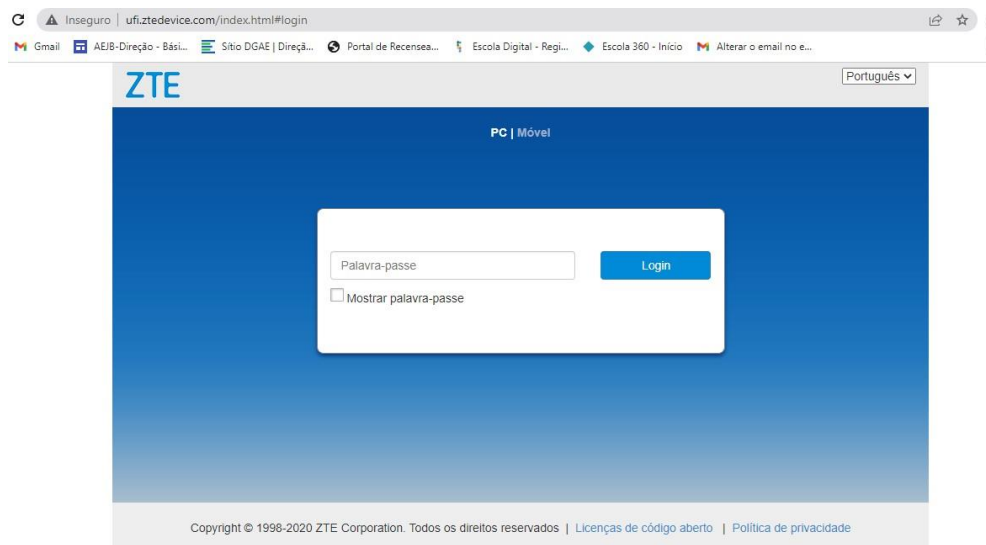 Inseguro | ufi.ztedevice.com/index.html#login
Gmail AEJB-Direção - Bási... Sítio DGAE | Direçã... Portal de Recensea... Escola Digital - Regi... Escola 360 - Início Alterar o email no e...
ZTE
Português
PC | Móvel
Palavra-passe
Login
Mostrar palavra-passe
Copyright © 1998-2020 ZTE Corporation. Todos os direitos reservados | Licenças de código aberto | Política de privacidade